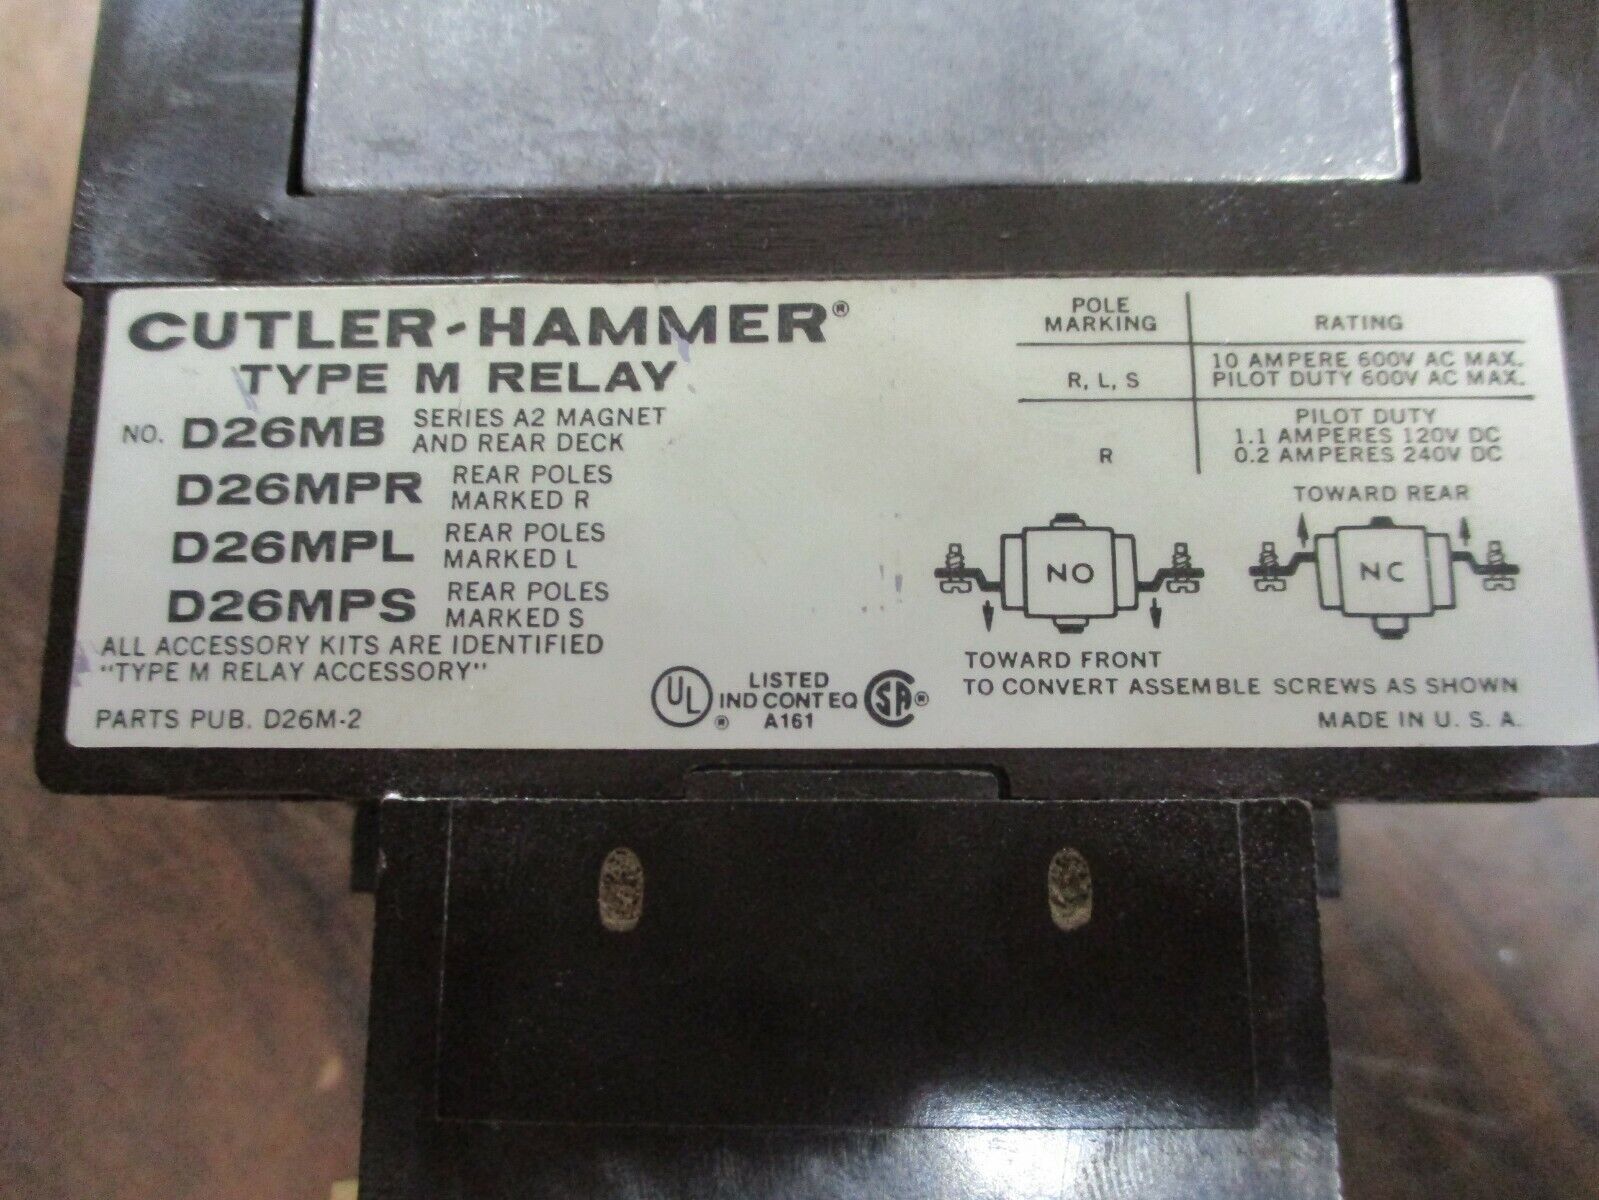 CUTLER-HAMMER®
TYPE M RELAY
NO. D26MB SERIES A2 MAGNET
AND REAR DECK
D26MPR REAR POLES
MARKED R
D26MPL REAR POLES
MARKED L
D26MPS REAR POLES
MARKED S
ALL ACCESSORY KITS ARE IDENTIFIED
"TYPE M RELAY ACCESSORY"
PARTS PUB. D26M-2
UL ®
LISTED
IND CONT EQ
A161
SA ®
POLE
MARKING
RATING
R, L, S
10 AMPERE 600V AC MAX.
PILOT DUTY 600V AC MAX.
R
PILOT DUTY
1.1 AMPERES 120V DC
0.2 AMPERES 240V DC
TOWARD REAR
NO
NC
TOWARD FRONT
TO CONVERT ASSEMBLE SCREWS AS SHOWN
MADE IN U. S. A.